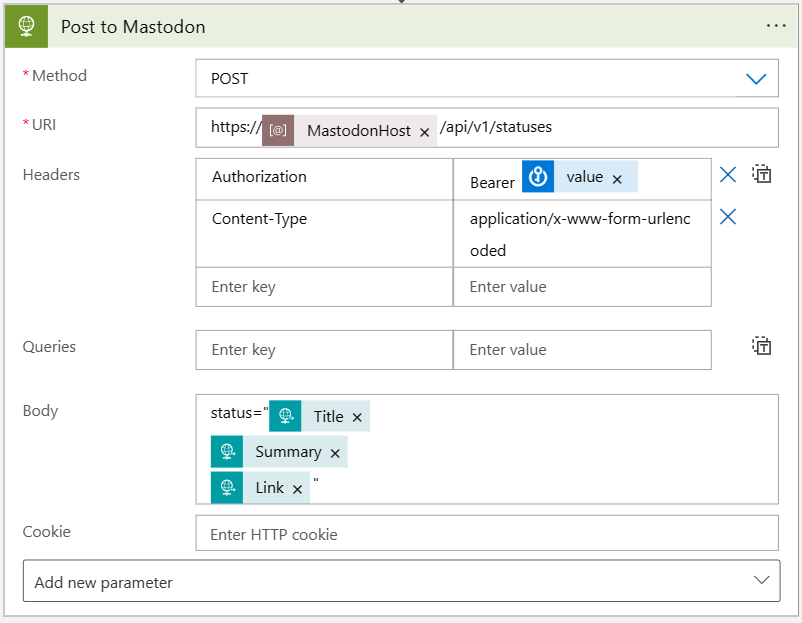 Post to Mastodon ...
* Method POST
* URI https:// [@] MastodonHost × /api/v1/statuses
Headers Authorization Bearer value ×
Content-Type application/x-www-form-urlenc
oded
Enter key Enter value
Queries Enter key Enter value
Body status=" Title ×
Summary ×
Link × "
Cookie Enter HTTP cookie
Add new parameter